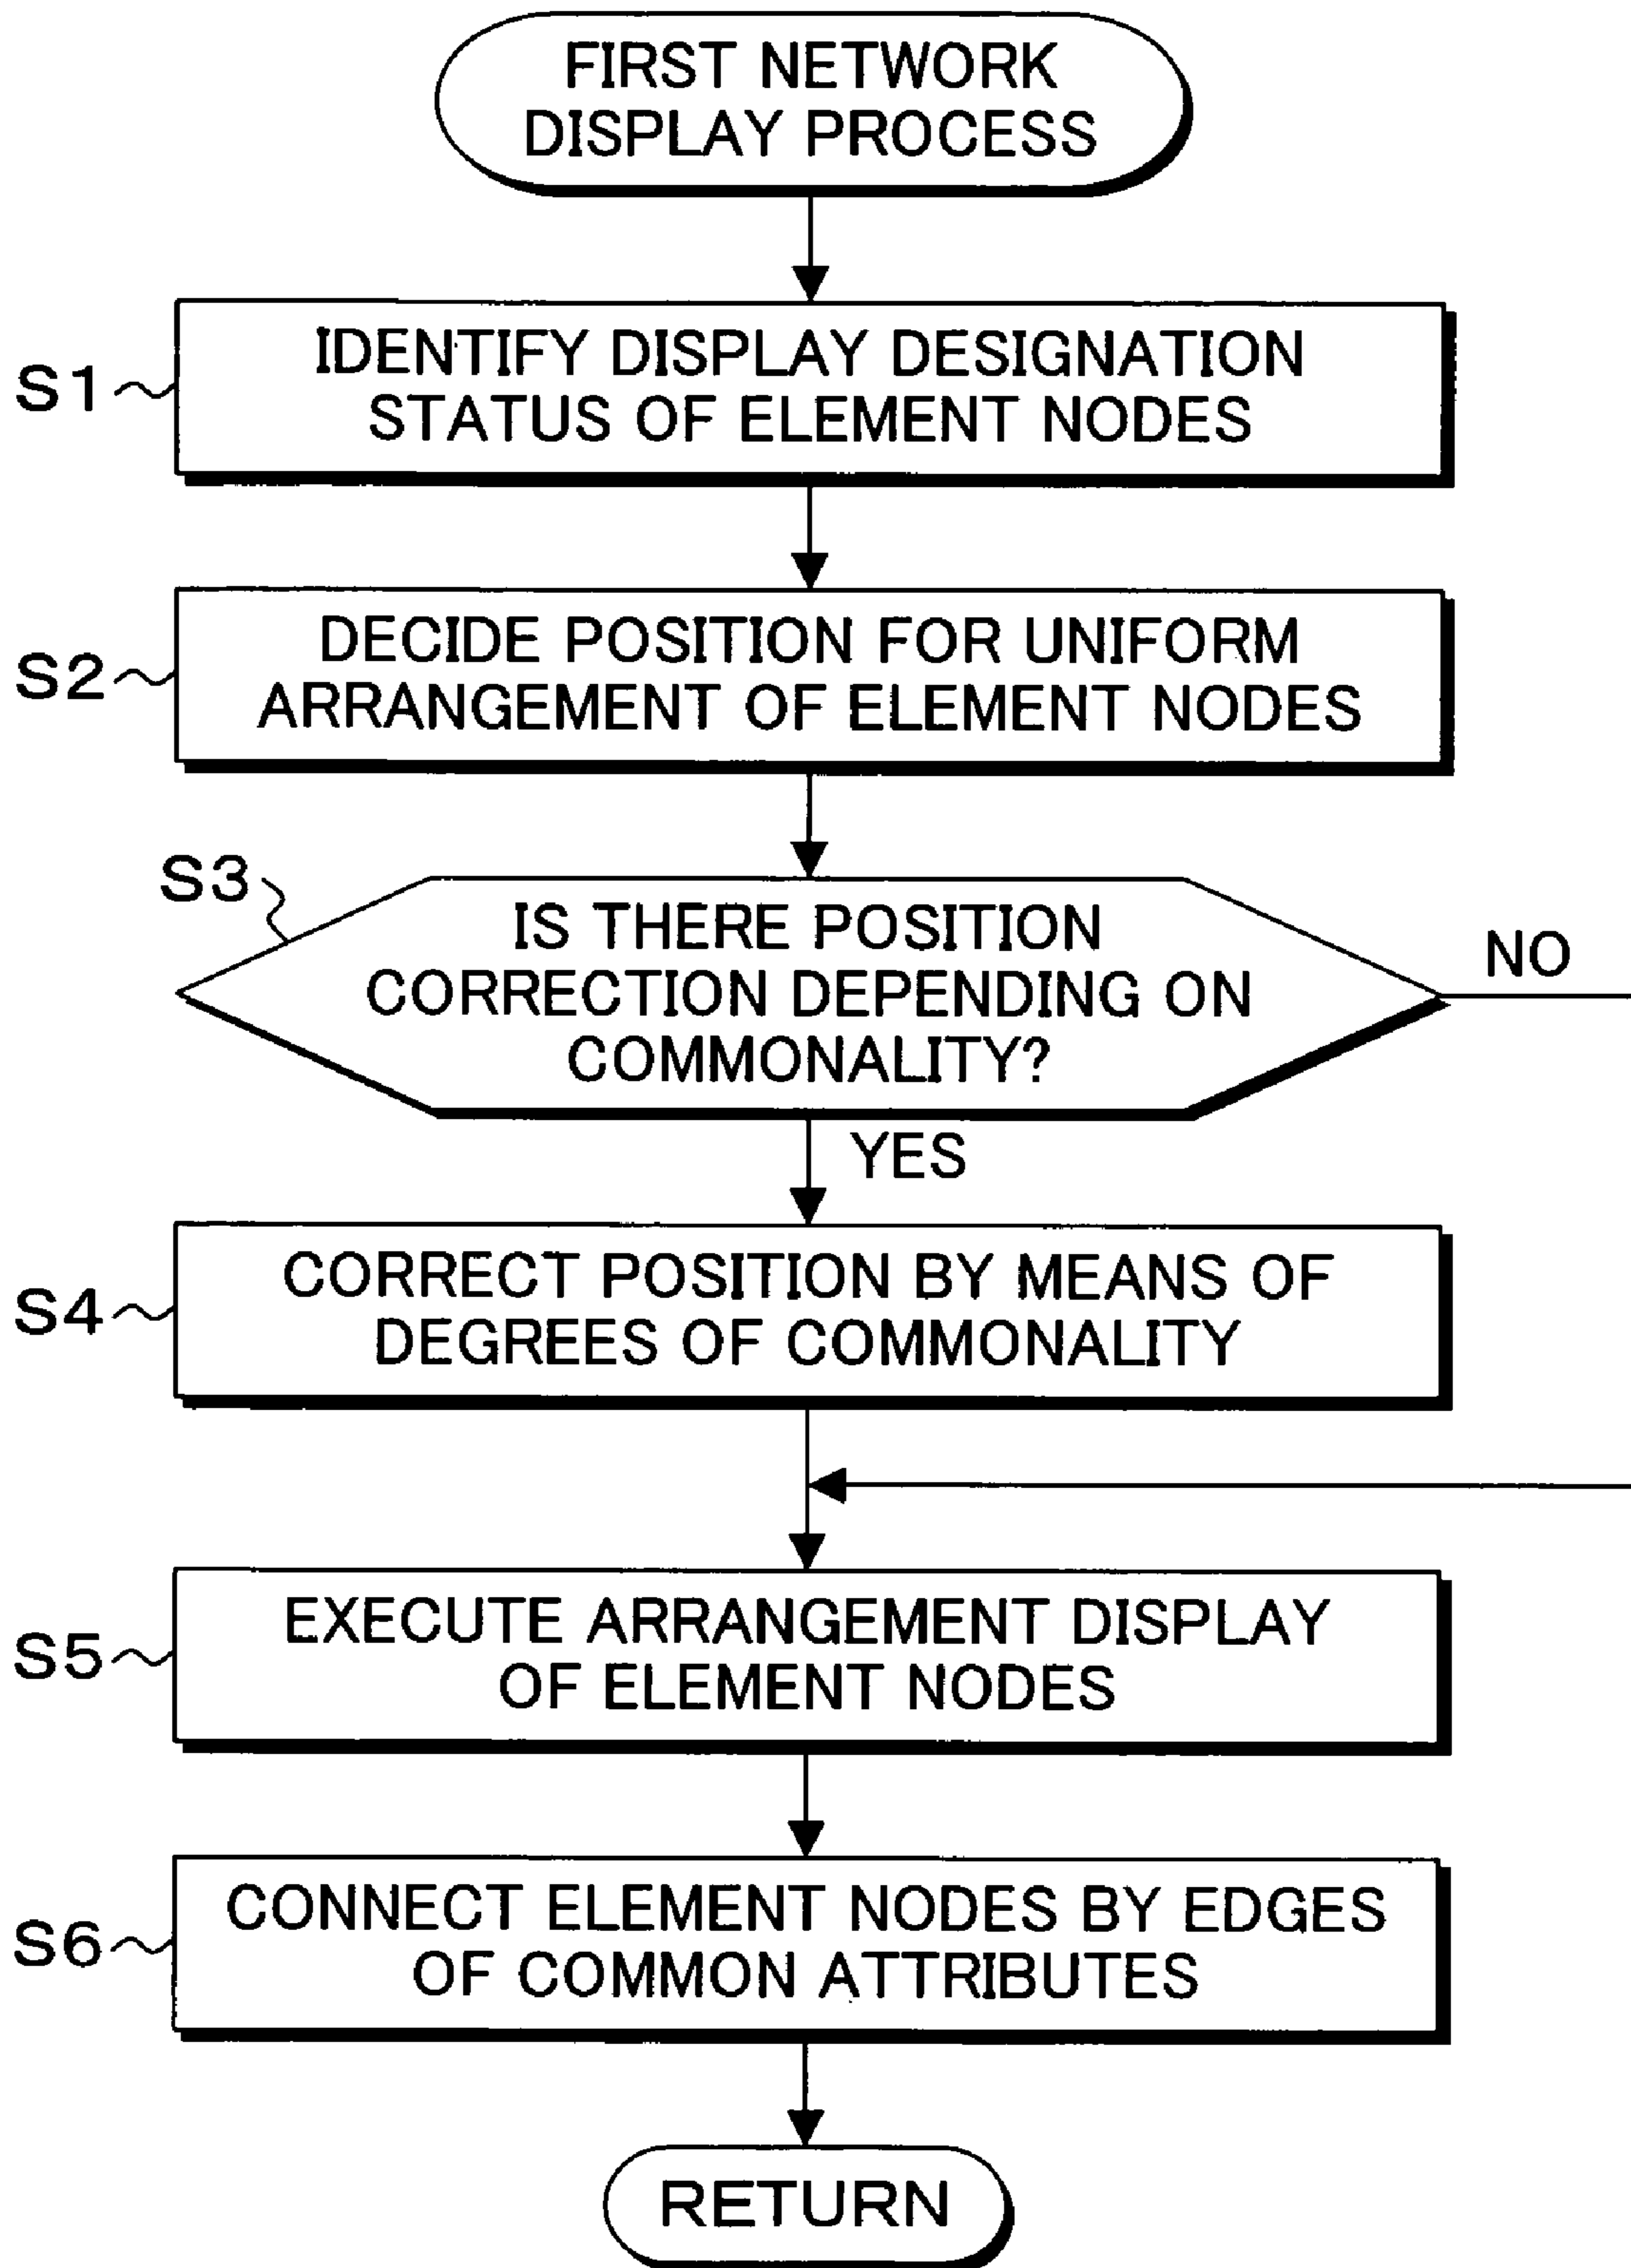 FIRST NETWORK
DISPLAY PROCESS
S1
IDENTIFY DISPLAY DESIGNATION
STATUS OF ELEMENT NODES
S2
DECIDE POSITION FOR UNIFORM
ARRANGEMENT OF ELEMENT NODES
S3
IS THERE POSITION
CORRECTION DEPENDING ON
COMMONALITY?
NO
YES
S4
CORRECT POSITION BY MEANS OF
DEGREES OF COMMONALITY
S5
EXECUTE ARRANGEMENT DISPLAY
OF ELEMENT NODES
S6
CONNECT ELEMENT NODES BY EDGES
OF COMMON ATTRIBUTES
RETURN